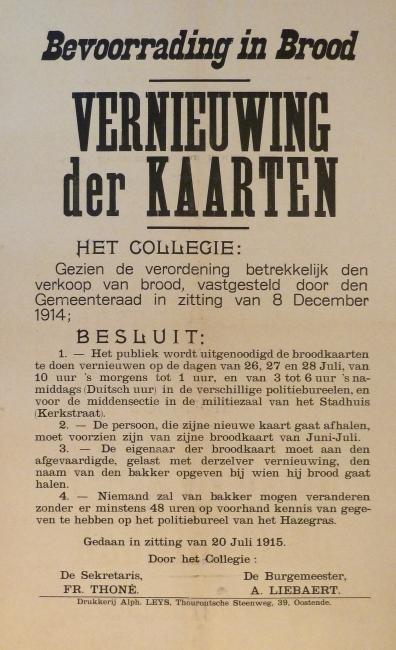 Bevoorrading in Brood
VERNIEUWING
der KAARTEN
HET COLLEGIE:
Gezien de verordening betrekkelijk den
verkoop van brood, vastgesteld door den
Gemeenteraad in zitting van 8 December
1914;
BESLUIT:
1. — Het publiek wordt uitgenoodigd de broodkaarten
te doen vernieuwen op de dagen van 26, 27 en 28 Juli, van
10 uur 's morgens tot 1 uur, en van 3 tot 6 uur 's na-
middags (Duitsch uur) in de verschillige politiebureelen, en
voor de middensectie in de militiezaal van het Stadhuis
(Kerkstraat).
2. — De persoon, die zijne nieuwe kaart gaat afhalen,
moet voorzien zijn van zijne broodkaart van Juni-Juli.
3. — De eigenaar der broodkaart moet aan den
afgevaardigde, gelast met derzelver vernieuwing, den
naam van den bakker opgeven bij wien hij brood gaat
halen.
4. — Niemand zal van bakker mogen veranderen
zonder er minstens 48 uren op voorhand kennis van gege-
ven te hebben op het politiebureel van het Hazegras.
Gedaan in zitting van 20 Juli 1915.
Door het Collegie :
De Sekretaris, De Burgemeester,
FR. THONÉ. A. LIEBAERT.
Drukkerij Alph. LEYS, Thouroutsche Steenweg, 39, Oostende.